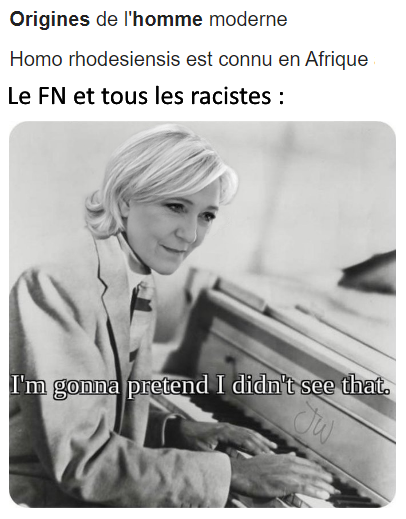 Origines de l'homme moderne
Homo rhodesiensis est connu en Afrique
Le FN et tous les racistes :
I'm gonna pretend I didn't see that.
JW